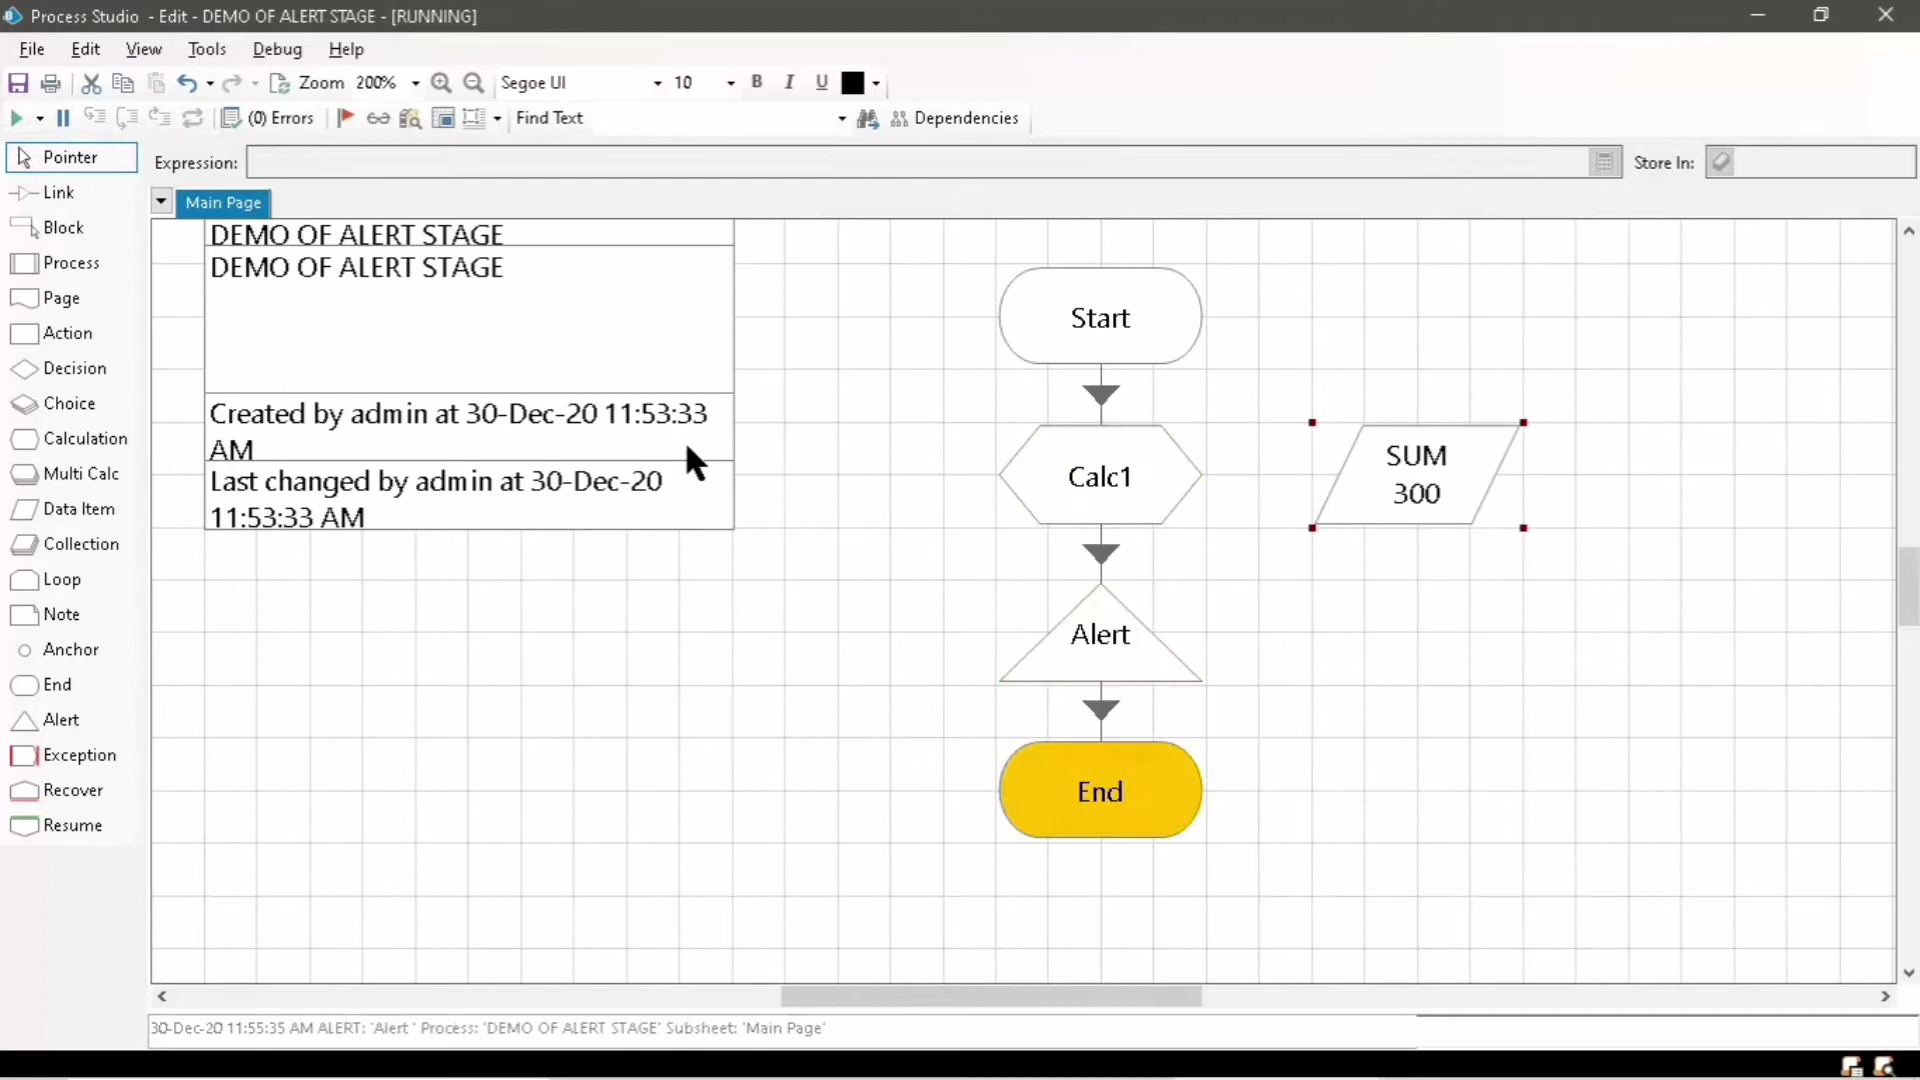 Process Studio - Edit - DEMO OF ALERT STAGE - [RUNNING]
File Edit View Tools Debug Help
Zoom 200% Segoe UI 10 B I U
(0) Errors Find Text Dependencies
Pointer
Expression: Store In:
Link
Main Page
Block
Process
Page
Action
Decision
Choice
Calculation
Multi Calc
Data Item
Collection
Loop
Note
Anchor
End
Alert
Exception
Recover
Resume
DEMO OF ALERT STAGE
DEMO OF ALERT STAGE
Created by admin at 30-Dec-20 11:53:33
AM
Last changed by admin at 30-Dec-20
11:53:33 AM
Start
Calc1
SUM
300
Alert
End
30-Dec-20 11:55:35 AM ALERT: 'Alert ' Process: 'DEMO OF ALERT STAGE' Subsheet: 'Main Page'